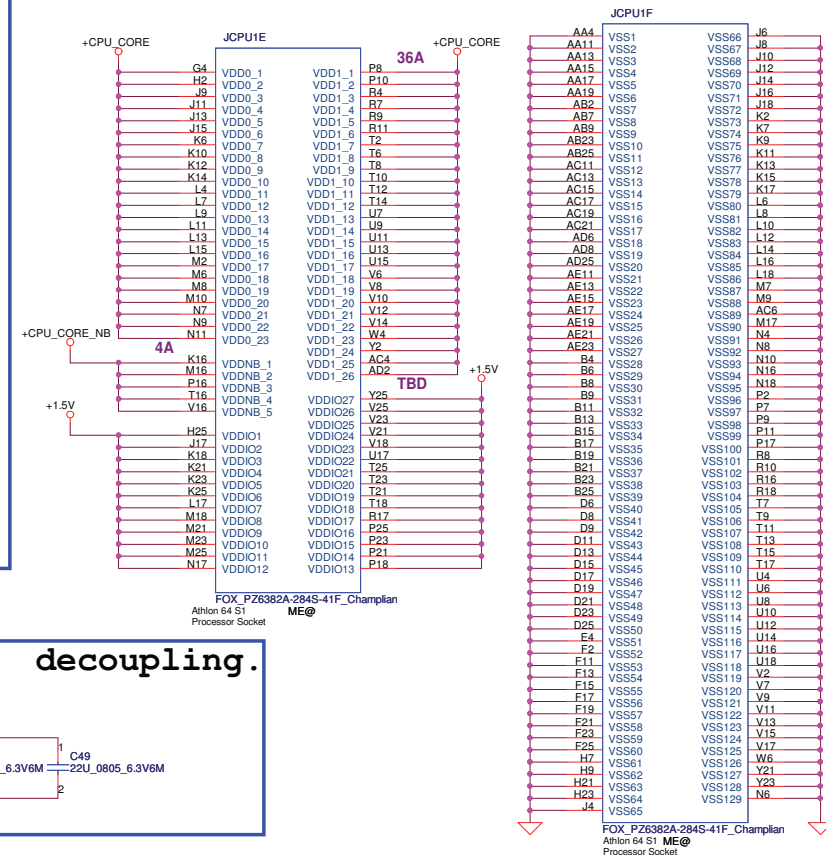 JCPU1E
+CPU_CORE
+CPU_CORE
36A
G4 VDD0_1 VDD1_1 P8
H2 VDD0_2 VDD1_2 P10
J9 VDD0_3 VDD1_3 R4
J11 VDD0_4 VDD1_4 R7
J13 VDD0_5 VDD1_5 R9
J15 VDD0_6 VDD1_6 R11
K6 VDD0_7 VDD1_7 T2
K10 VDD0_8 VDD1_8 T6
K12 VDD0_9 VDD1_9 T8
K14 VDD0_10 VDD1_10 T10
L4 VDD0_11 VDD1_11 T12
L7 VDD0_12 VDD1_12 T14
L9 VDD0_13 VDD1_13 U7
L11 VDD0_14 VDD1_14 U9
L13 VDD0_15 VDD1_15 U11
L15 VDD0_16 VDD1_16 U13
M2 VDD0_17 VDD1_17 U15
M6 VDD0_18 VDD1_18 V6
M8 VDD0_19 VDD1_19 V8
M10 VDD0_20 VDD1_20 V10
N7 VDD0_21 VDD1_21 V12
N9 VDD0_22 VDD1_22 V14
N11 VDD0_23 VDD1_23 W4
VDD1_24 Y2
+CPU_CORE_NB
4A
K16 VDDNB_1 VDD1_25 AC4
M16 VDDNB_2 VDD1_26 AD2
P16 VDDNB_3
T16 VDDNB_4
V16 VDDNB_5
TBD
+1.5V
+1.5V
VDDIO27 Y25
VDDIO26 V25
VDDIO25 V23
H25 VDDIO1 VDDIO24 V21
J17 VDDIO2 VDDIO23 V18
K18 VDDIO3 VDDIO22 U17
K21 VDDIO4 VDDIO21 T25
K23 VDDIO5 VDDIO20 T23
K25 VDDIO6 VDDIO19 T21
L17 VDDIO7 VDDIO18 T18
M18 VDDIO8 VDDIO17 R17
M21 VDDIO9 VDDIO16 P25
M23 VDDIO10 VDDIO15 P23
M25 VDDIO11 VDDIO14 P21
N17 VDDIO12 VDDIO13 P18
FOX_PZ6382A-284S-41F_Champlian
Athlon 64 S1
Processor Socket
ME@
decoupling.
_6.3V6M
1
C49
22U_0805_6.3V6M
2
JCPU1F
AA4 VSS1 VSS66 J6
AA11 VSS2 VSS67 J8
AA13 VSS3 VSS68 J10
AA15 VSS4 VSS69 J12
AA17 VSS5 VSS70 J14
AA19 VSS6 VSS71 J16
AB2 VSS7 VSS72 J18
AB7 VSS8 VSS73 K2
AB9 VSS9 VSS74 K7
AB23 VSS10 VSS75 K9
AB25 VSS11 VSS76 K11
AC11 VSS12 VSS77 K13
AC13 VSS13 VSS78 K15
AC15 VSS14 VSS79 K17
AC17 VSS15 VSS80 L6
AC19 VSS16 VSS81 L8
AC21 VSS17 VSS82 L10
AD6 VSS18 VSS83 L12
AD8 VSS19 VSS84 L14
AD25 VSS20 VSS85 L16
AE11 VSS21 VSS86 L18
AE13 VSS22 VSS87 M7
AE15 VSS23 VSS88 M9
AE17 VSS24 VSS89 AC6
AE19 VSS25 VSS90 M17
AE21 VSS26 VSS91 N4
AE23 VSS27 VSS92 N8
B4 VSS28 VSS93 N10
B6 VSS29 VSS94 N16
B8 VSS30 VSS95 N18
B9 VSS31 VSS96 P2
B11 VSS32 VSS97 P7
B13 VSS33 VSS98 P9
B15 VSS34 VSS99 P11
B17 VSS35 VSS100 P17
B19 VSS36 VSS101 R8
B21 VSS37 VSS102 R10
B23 VSS38 VSS103 R16
B25 VSS39 VSS104 R18
D6 VSS40 VSS105 T7
D8 VSS41 VSS106 T9
D9 VSS42 VSS107 T11
D11 VSS43 VSS108 T13
D13 VSS44 VSS109 T15
D15 VSS45 VSS110 T17
D17 VSS46 VSS111 U4
D19 VSS47 VSS112 U6
D21 VSS48 VSS113 U8
D23 VSS49 VSS114 U10
D25 VSS50 VSS115 U12
E4 VSS51 VSS116 U14
F2 VSS52 VSS117 U16
F11 VSS53 VSS118 U18
F13 VSS54 VSS119 V2
F15 VSS55 VSS120 V7
F17 VSS56 VSS121 V9
F19 VSS57 VSS122 V11
F21 VSS58 VSS123 V13
F23 VSS59 VSS124 V15
F25 VSS60 VSS125 V17
H7 VSS61 VSS126 W6
H9 VSS62 VSS127 Y21
H21 VSS63 VSS128 Y23
H23 VSS64 VSS129 N6
J4 VSS65
FOX_PZ6382A-284S-41F_Champlian
Athlon 64 S1 ME@
Processor Socket